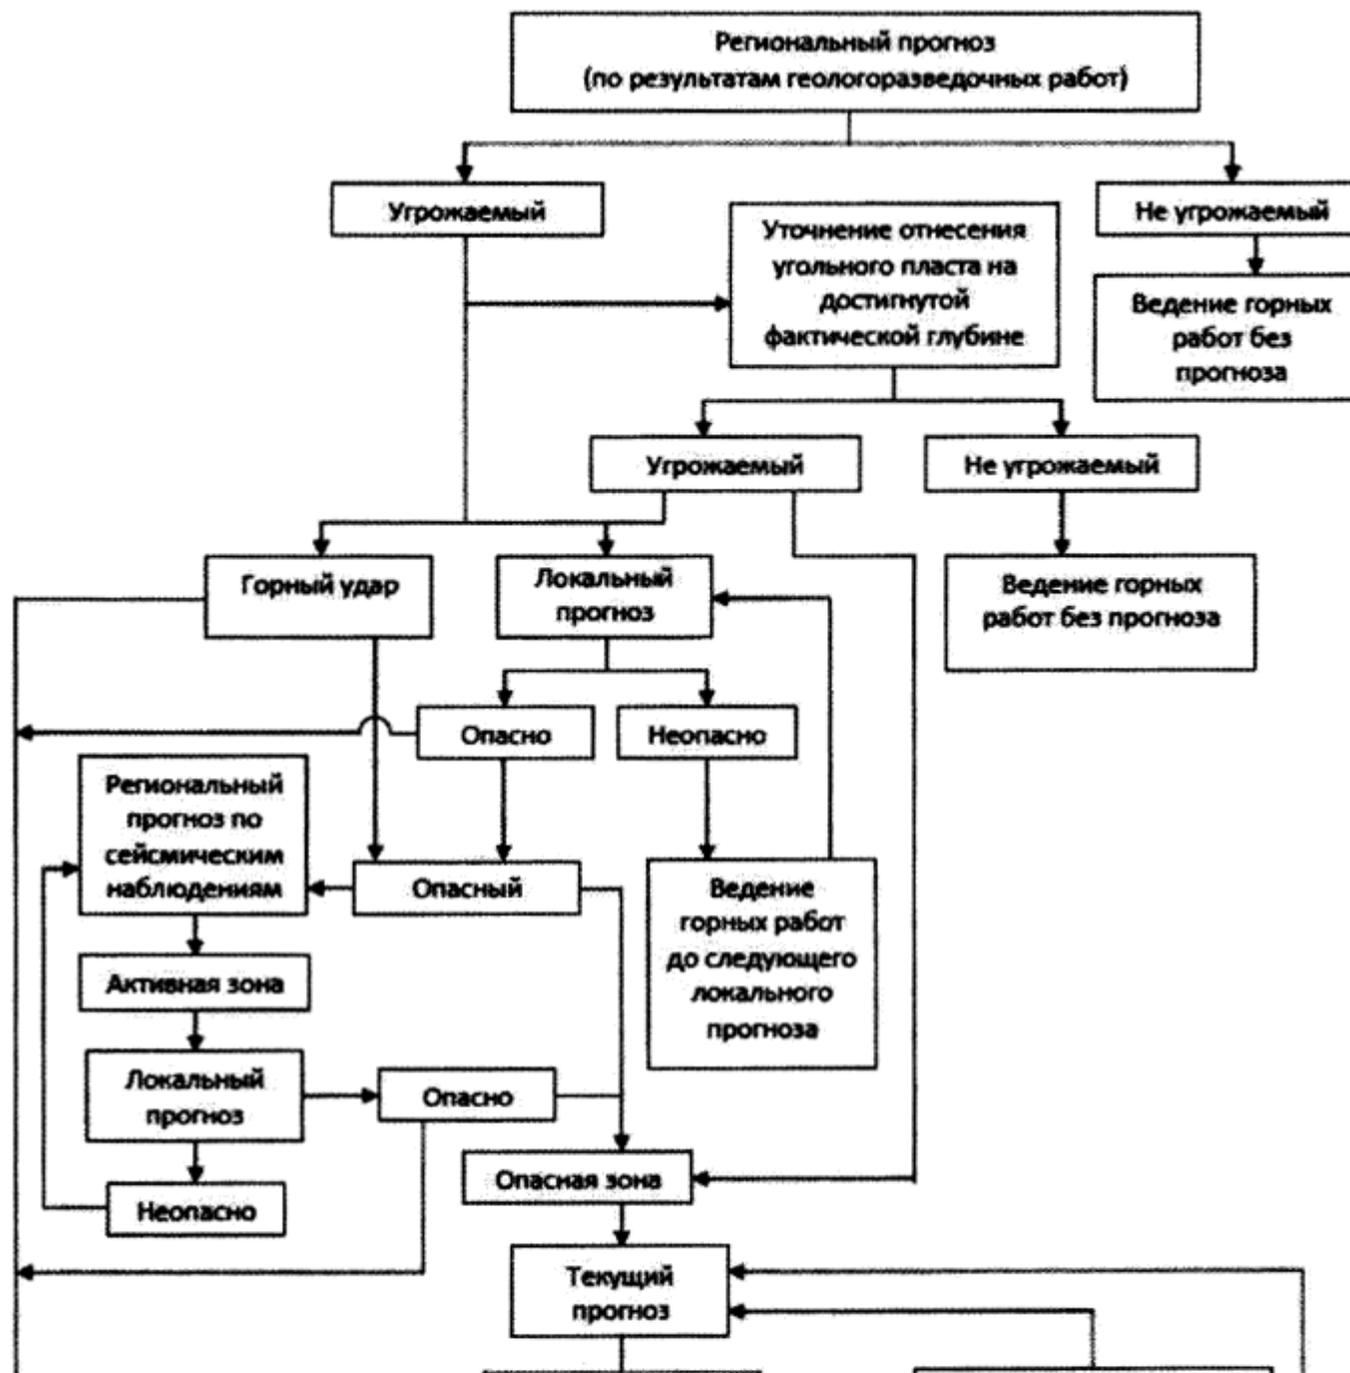 Региональный прогноз
(по результатам геологоразведочных работ)
Угрожаемый
Не угрожаемый
Уточнение отнесения
угольного пласта на
достигнутой
фактической глубине
Ведение горных
работ без
прогноза
Угрожаемый
Не угрожаемый
Горный удар
Локальный
прогноз
Ведение горных
работ без прогноза
Опасно
Неопасно
Региональный
прогноз по
сейсмическим
наблюдениям
Опасный
Ведение
горных работ
до следующего
локального
прогноза
Активная зона
Локальный
прогноз
Опасно
Опасная зона
Неопасно
Текущий
прогноз